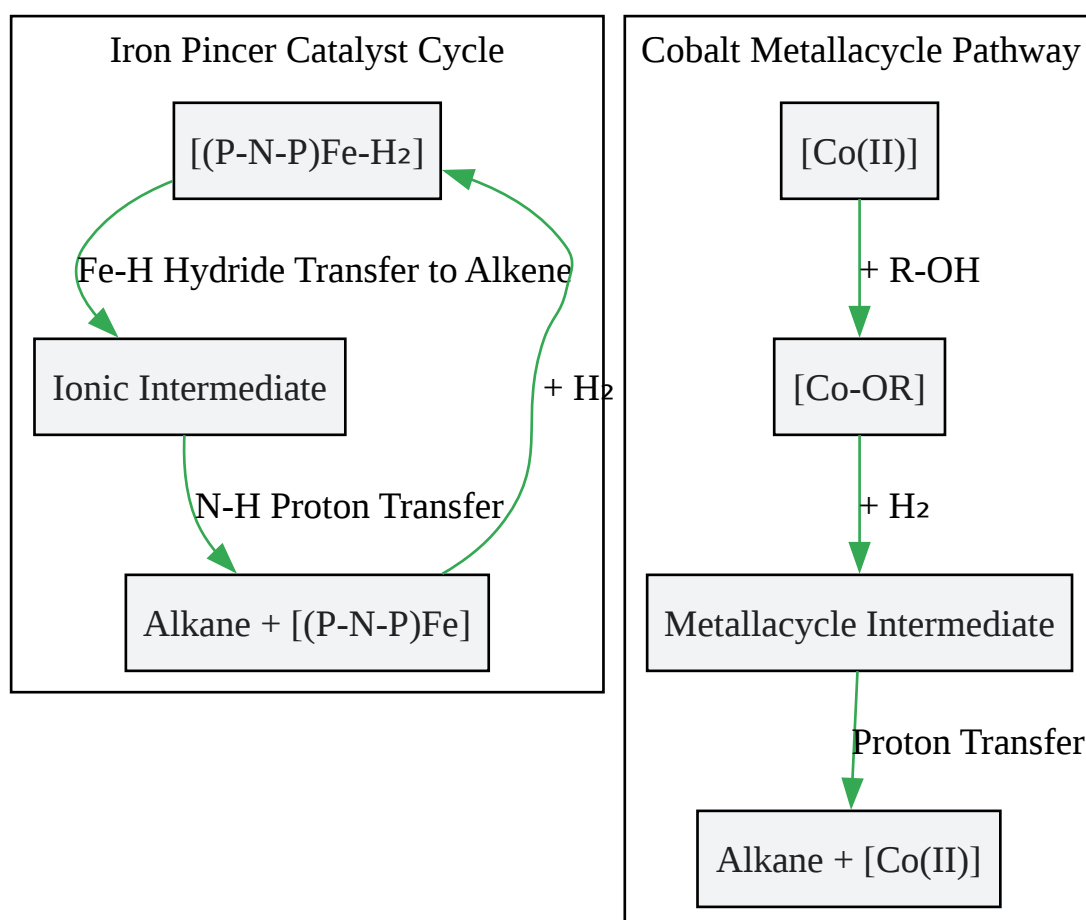 Iron Pincer Catalyst Cycle
[(P-N-P)Fe-H₂]
Fe-H Hydride Transfer to Alkene
Ionic Intermediate
+ H₂
N-H Proton Transfer
Alkane + [(P-N-P)Fe]
Cobalt Metallacycle Pathway
[Co(II)]
+ R-OH
[Co-OR]
+ H₂
Metallacycle Intermediate
Proton Transfer
Alkane + [Co(II)]